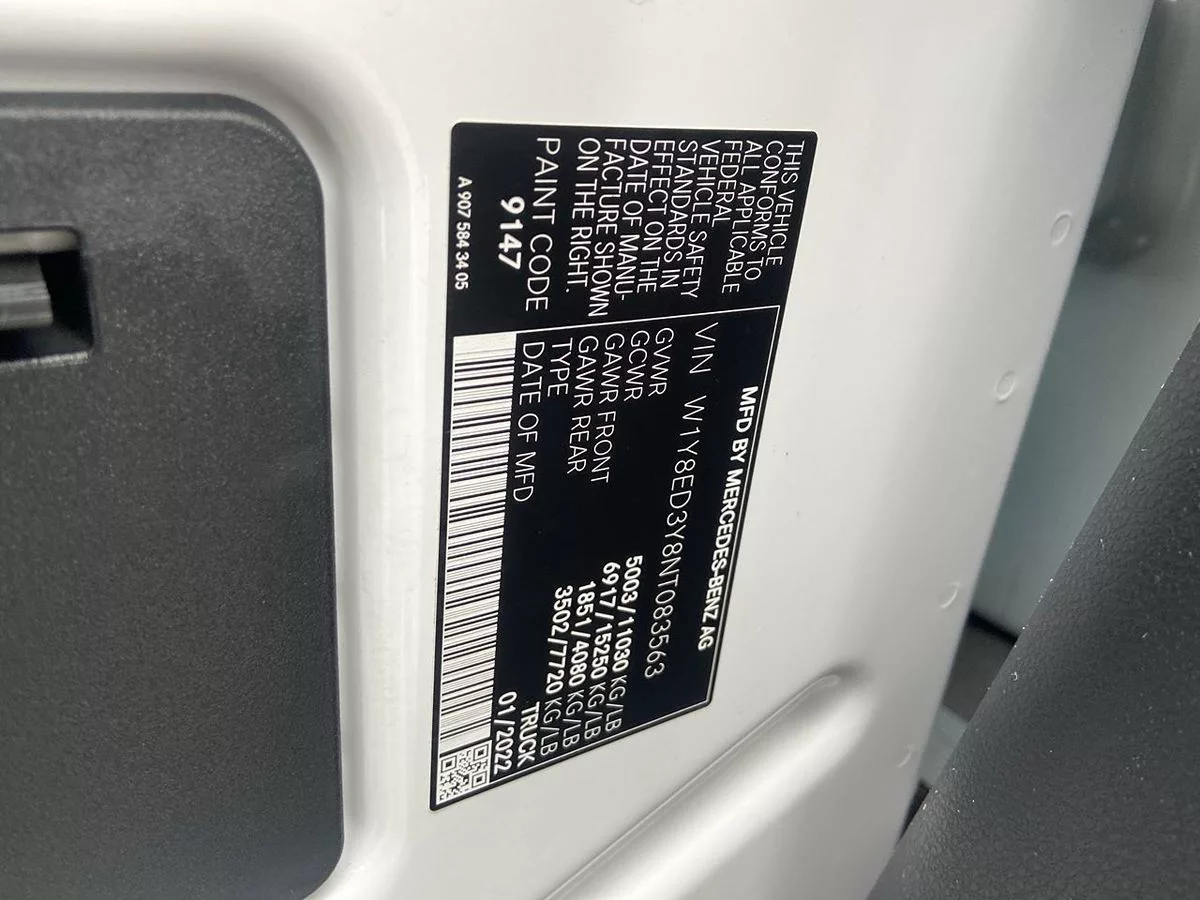 THIS VEHICLE
CONFORMS TO
ALL APPLICABLE
FEDERAL
VEHICLE SAFETY
STANDARDS IN
EFFECT ON THE
DATE OF MANU-
FACTURE SHOWN
ON THE RIGHT.
PAINT CODE
9147
A 907 584 34 05
MFD BY MERCEDES-BENZ AG
VIN W1Y8ED3Y8NT083563
GVWR 5003/11030 KG/LB
GCWR 6917/15250 KG/LB
GAWR FRONT 1851/4080 KG/LB
GAWR REAR 3502/7720 KG/LB
TYPE TRUCK
DATE OF MFD 01/2022